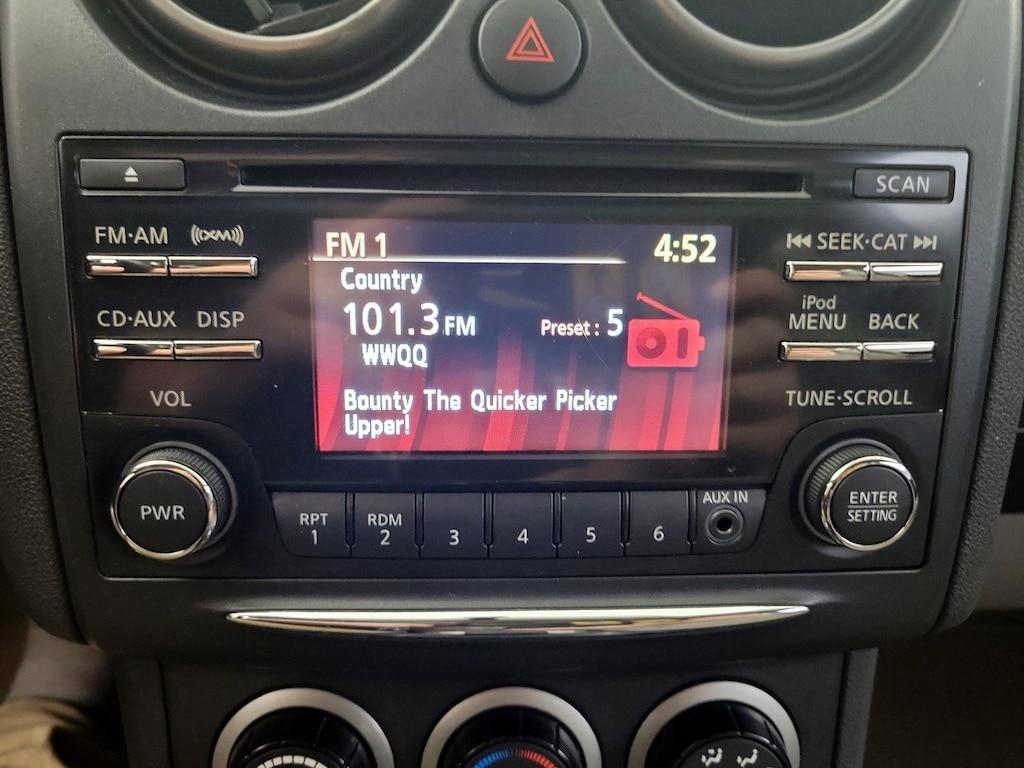 SCAN
FM·AM
((XM))
SEEK·CAT
CD·AUX
DISP
iPod
MENU
BACK
VOL
TUNE·SCROLL
FM 1
4:52
Country
101.3 FM
Preset : 5
WWQQ
Bounty The Quicker Picker
Upper!
PWR
RPT
1
RDM
2
3
4
5
6
AUX IN
ENTER
SETTING